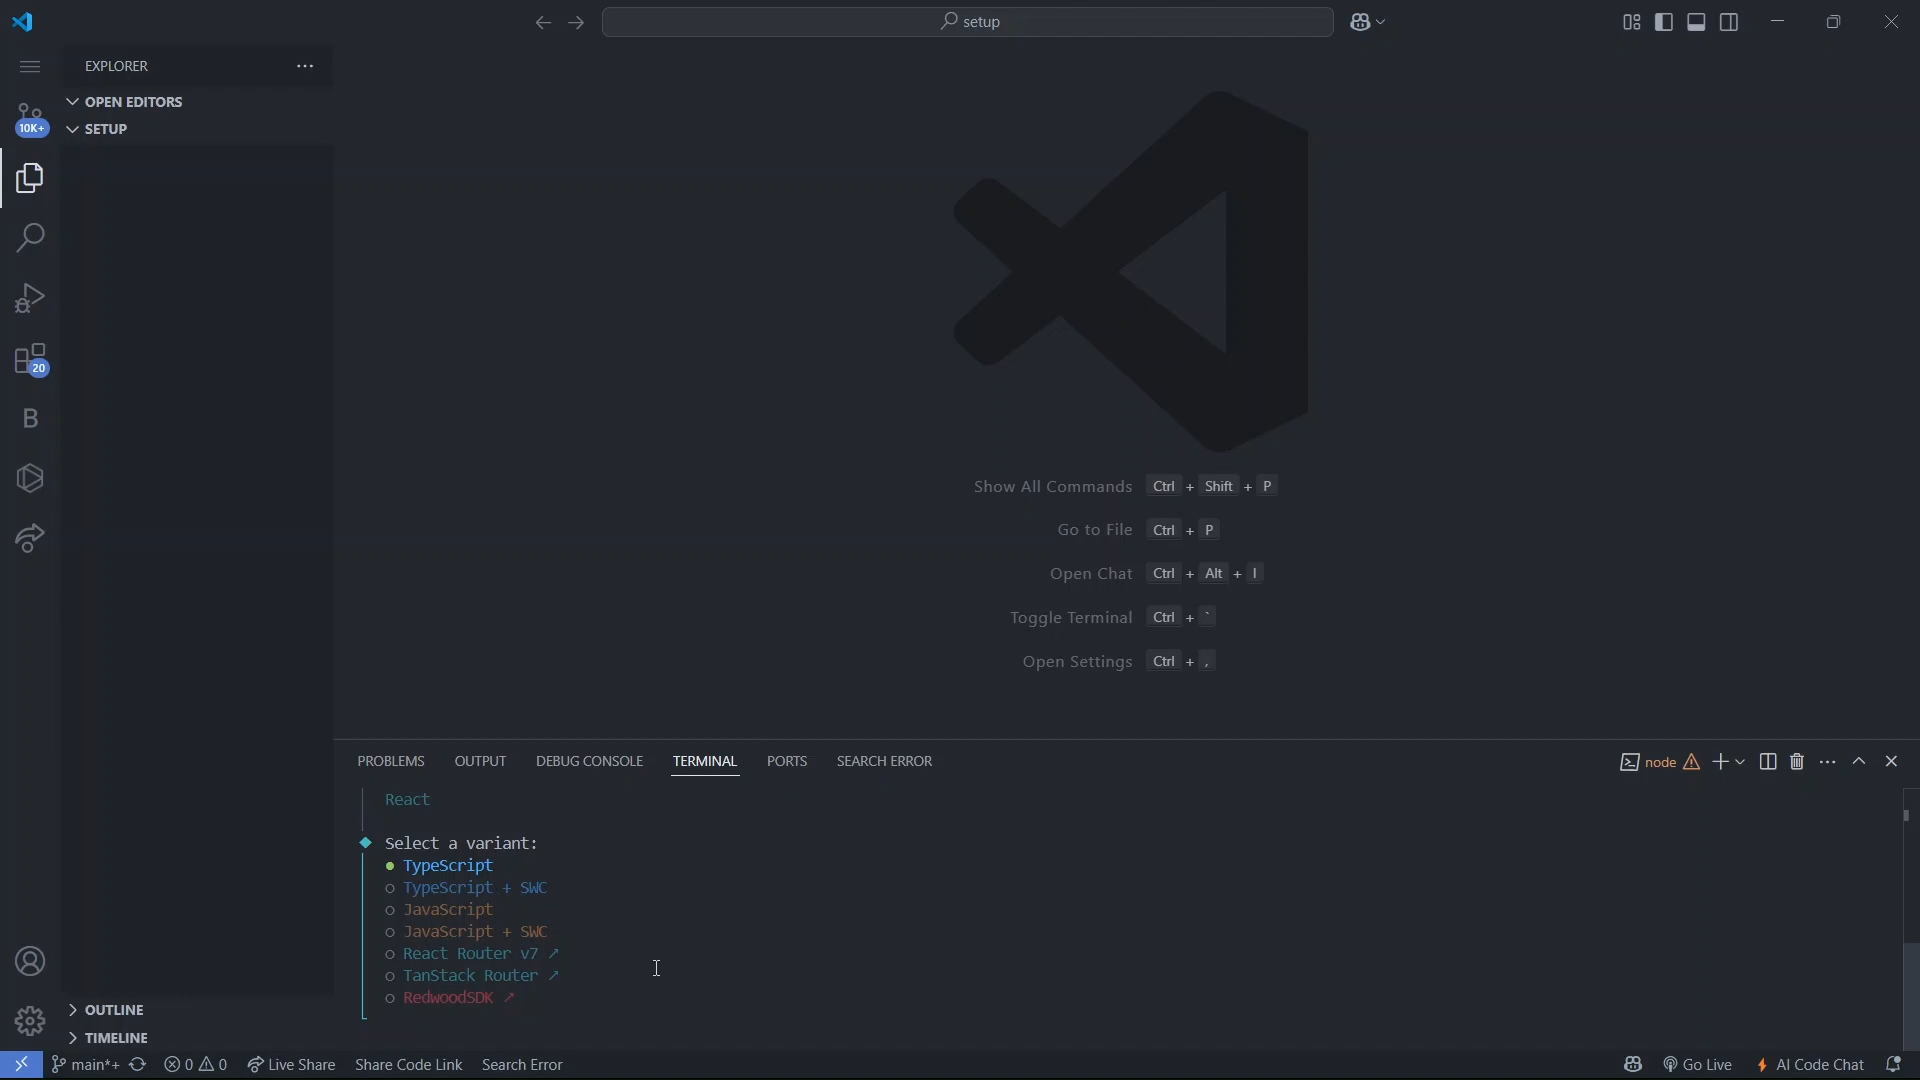 setup
EXPLORER
OPEN EDITORS
10K+
SETUP
20
B
Show All Commands Ctrl + Shift + P
Go to File Ctrl + P
Open Chat Ctrl + Alt + I
Toggle Terminal Ctrl + `
Open Settings Ctrl + ,
PROBLEMS OUTPUT DEBUG CONSOLE TERMINAL PORTS SEARCH ERROR node
React
Select a variant:
TypeScript
TypeScript + SWC
JavaScript
JavaScript + SWC
React Router v7 ↗
TanStack Router ↗
RedwoodSDK ↗
OUTLINE
TIMELINE
main*+ 0 0 Live Share Share Code Link Search Error Go Live AI Code Chat